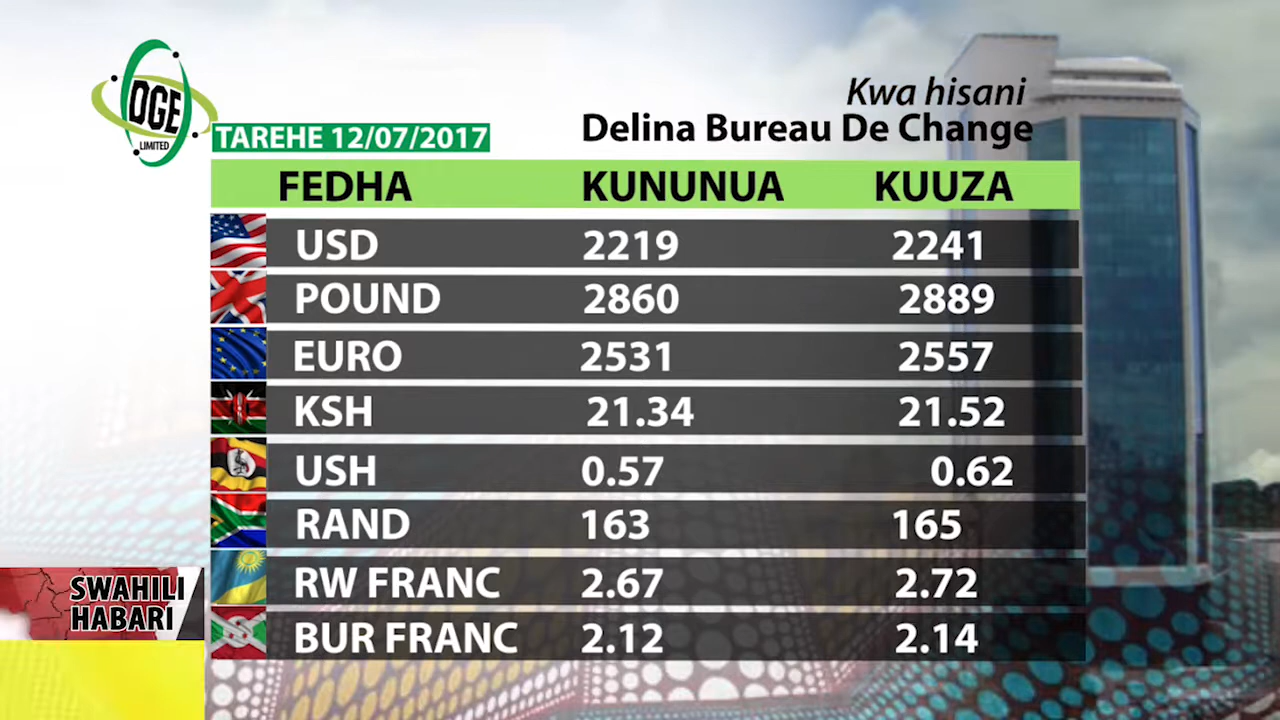 DGE
LIMITED
TAREHE 12/07/2017
Kwa hisani
Delina Bureau De Change
FEDHA KUNUNUA KUUZA
USD 2219 2241
POUND 2860 2889
EURO 2531 2557
KSH 21.34 21.52
USH 0.57 0.62
RAND 163 165
RW FRANC 2.67 2.72
BUR FRANC 2.12 2.14
SWAHILI
HABARI